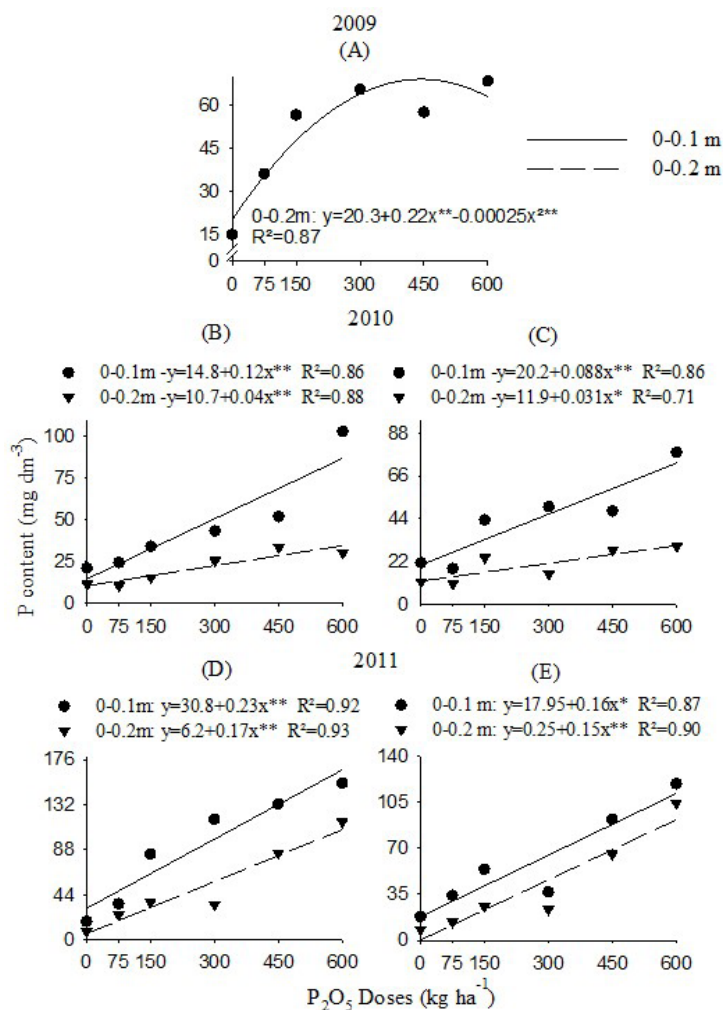 2009
(A)
60
45
30
15
0
0-0.2m: y=20.3+0.22x**-0.00025x²**
R²=0.87
0 75 150 300 450 600
0-0.1 m
0-0.2 m
(B) 2010 (C)
0-0.1m -y=14.8+0.12x** R²=0.86
0-0.2m -y=10.7+0.04x** R²=0.88
0-0.1m -y=20.2+0.088x** R²=0.86
0-0.2m -y=11.9+0.031x* R²=0.71
100
75
50
25
0
0 75 150 300 450 600
88
66
44
22
0
0 75 150 300 450 600
P content (mg dm⁻³)
(D) 2011 (E)
0-0.1m: y=30.8+0.23x** R²=0.92
0-0.2m: y=6.2+0.17x** R²=0.93
0-0.1 m: y=17.95+0.16x* R²=0.87
0-0.2 m: y=0.25+0.15x** R²=0.90
176
132
88
44
0
0 75 150 300 450 600
140
105
70
35
0
0 75 150 300 450 600
P₂O₅ Doses (kg ha⁻¹)